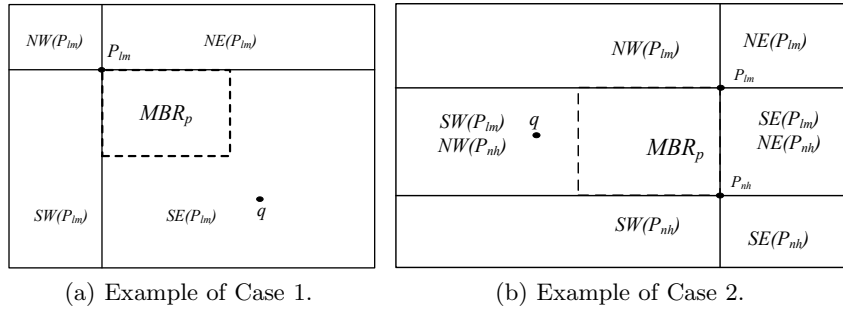 NW(P_lm) NE(P_lm)
P_lm
MBR_p
SW(P_lm) SE(P_lm) q
(a) Example of Case 1.
NW(P_lm) NE(P_lm)
P_lm
SW(P_lm) q SE(P_lm)
NW(P_nh) MBR_p NE(P_nh)
P_nh
SW(P_nh) SE(P_nh)
(b) Example of Case 2.